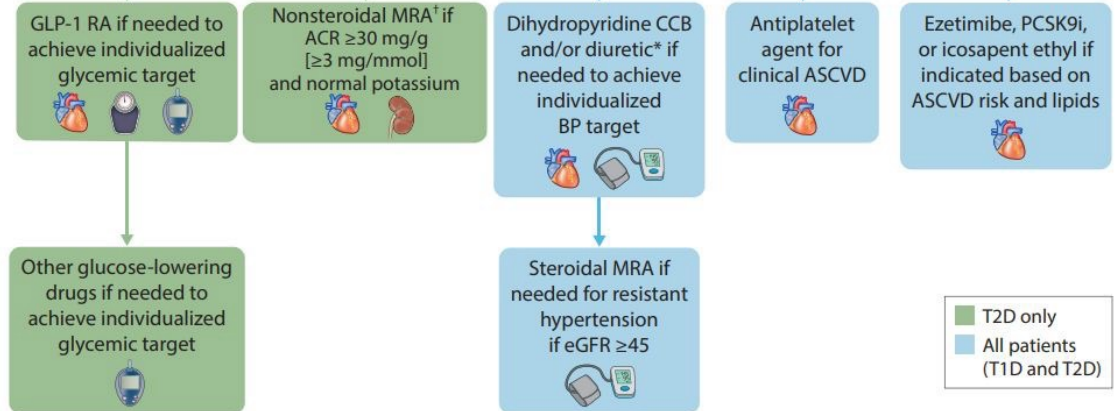 GLP-1 RA if needed to
achieve individualized
glycemic target
Nonsteroidal MRA† if
ACR ≥30 mg/g
[≥3 mg/mmol]
and normal potassium
Dihydropyridine CCB
and/or diuretic* if
needed to achieve
individualized
BP target
Antiplatelet
agent for
clinical ASCVD
Ezetimibe, PCSK9i,
or icosapent ethyl if
indicated based on
ASCVD risk and lipids
Other glucose-lowering
drugs if needed to
achieve individualized
glycemic target
Steroidal MRA if
needed for resistant
hypertension
if eGFR ≥45
T2D only
All patients
(T1D and T2D)